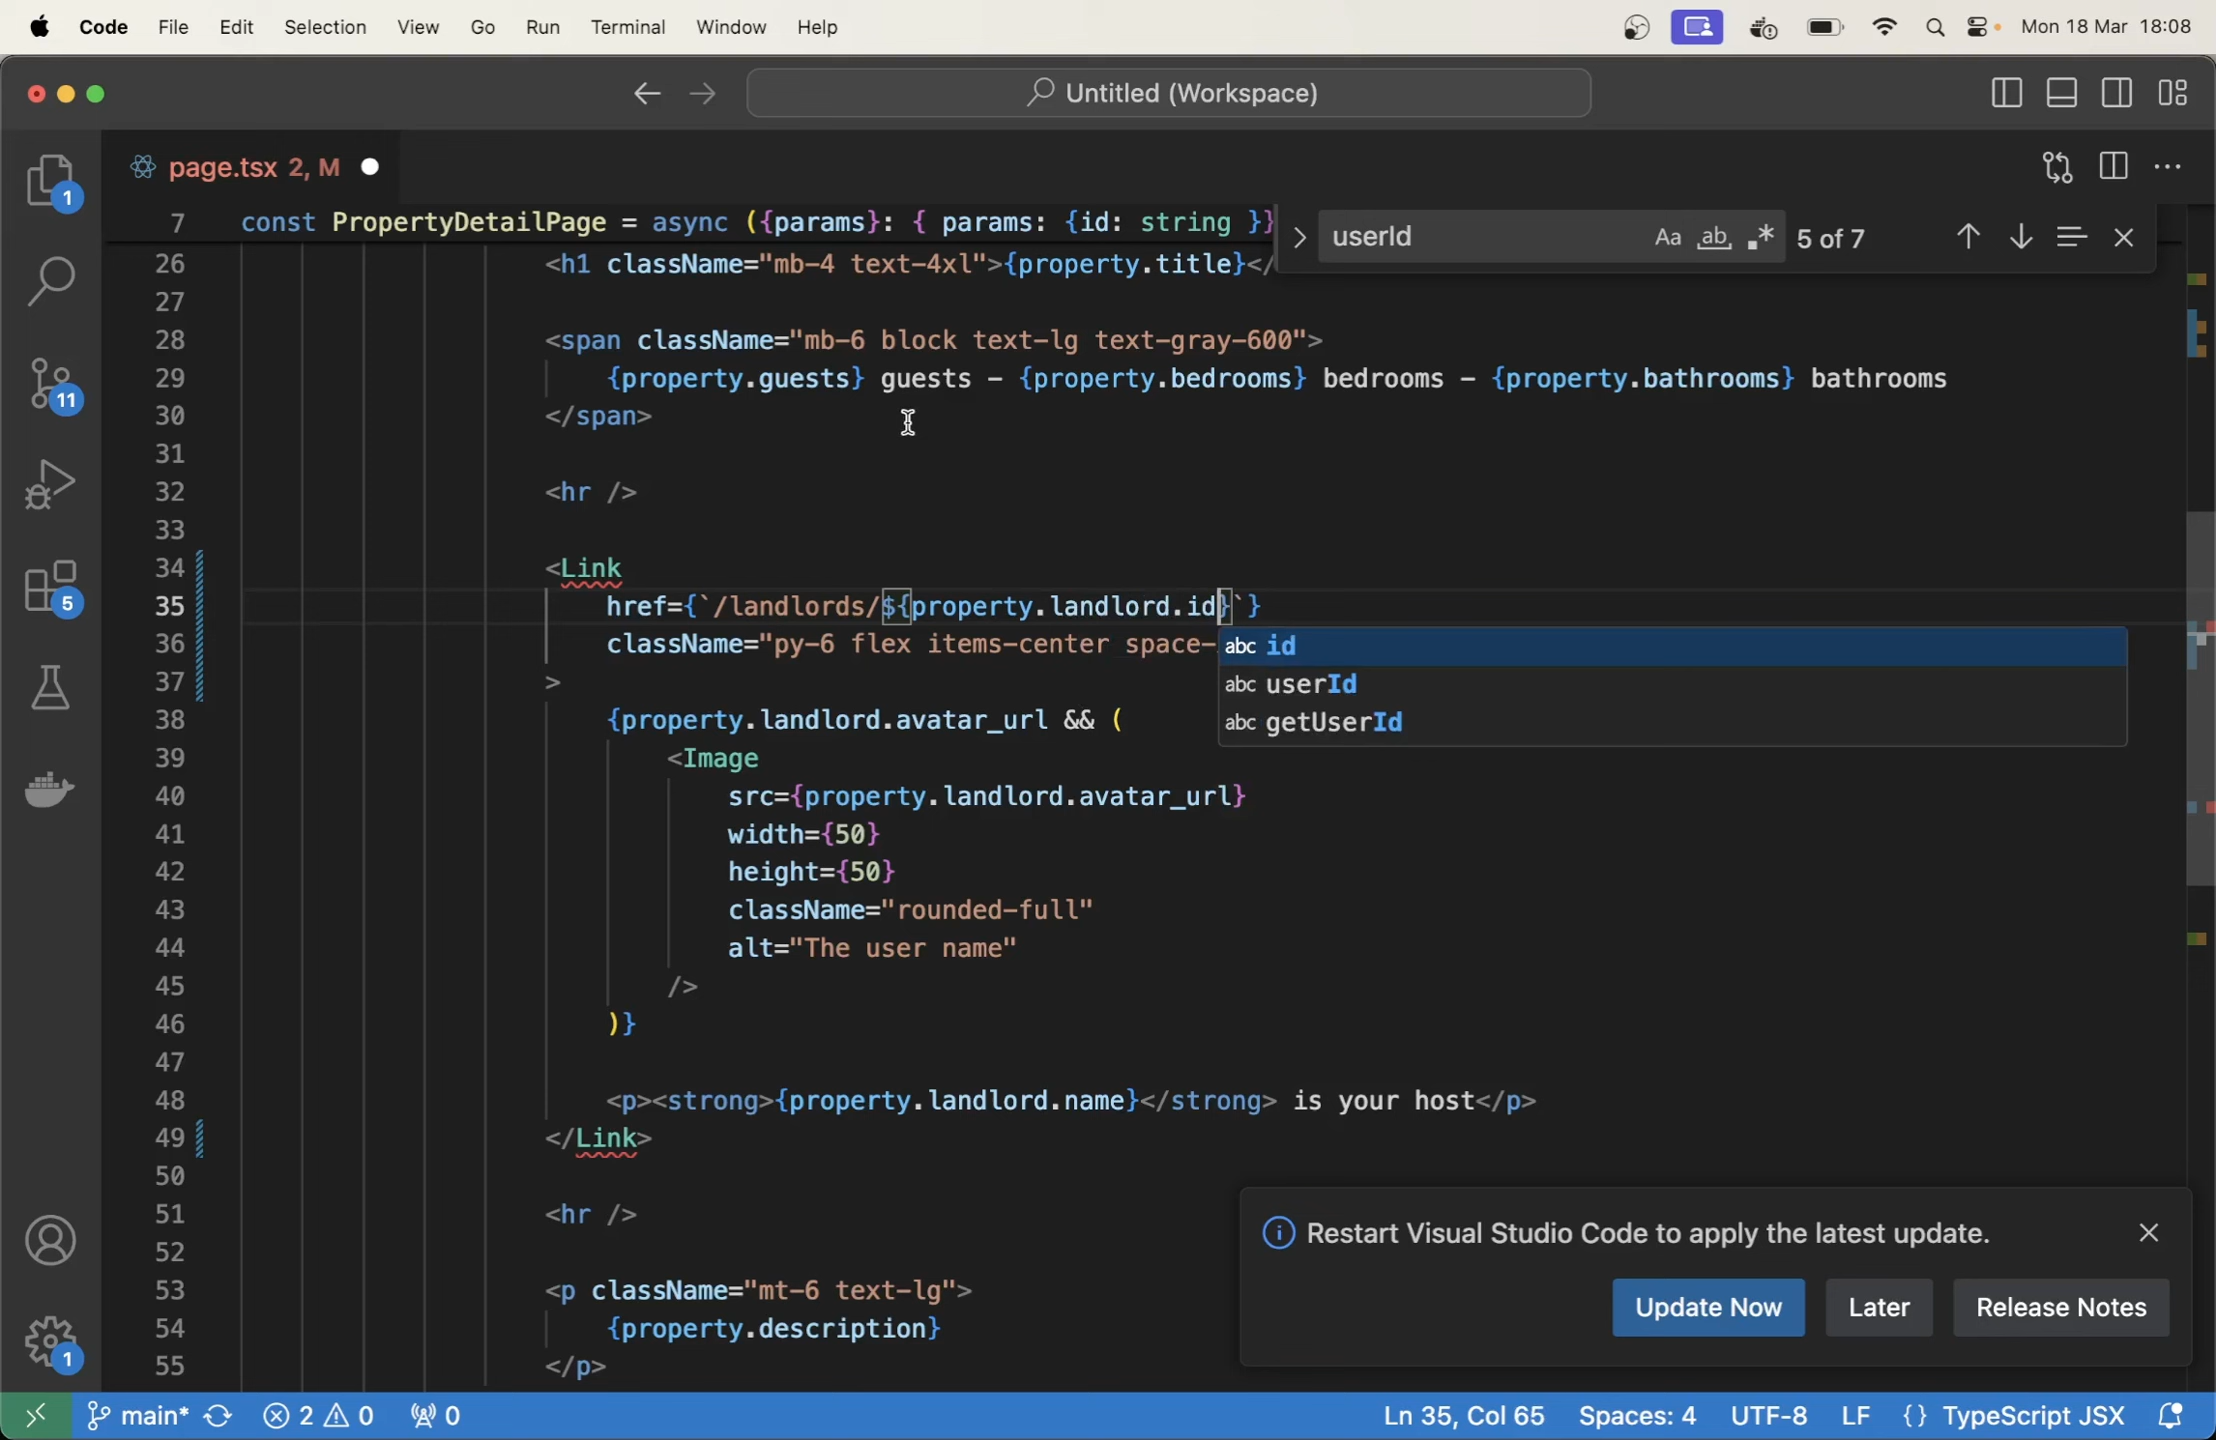 Code File Edit Selection View Go Run Terminal Window Help Mon 18 Mar 18:08
Untitled (Workspace)
page.tsx 2, M
7 const PropertyDetailPage = async ({params}: { params: {id: string }}
userId Aa ab 5 of 7
26 <h1 className="mb-4 text-4xl">{property.title}</
27
28 <span className="mb-6 block text-lg text-gray-600">
29 {property.guests} guests – {property.bedrooms} bedrooms – {property.bathrooms} bathrooms
30 </span>
31
32 <hr />
33
34 <Link
35 href={`/landlords/${property.landlord.id}`}
36 className="py-6 flex items-center space-
abc id
37 >
abc userId
38 {property.landlord.avatar_url && (
abc getUserId
39 <Image
40 src={property.landlord.avatar_url}
41 width={50}
42 height={50}
43 className="rounded-full"
44 alt="The user name"
45 />
46 )}
47
48 <p><strong>{property.landlord.name}</strong> is your host</p>
49 </Link>
50
51 <hr />
52
53 <p className="mt-6 text-lg">
54 {property.description}
55 </p>
1
11
5
1
Restart Visual Studio Code to apply the latest update.
Update Now Later Release Notes
main* 2 0 0 Ln 35, Col 65 Spaces: 4 UTF-8 LF {} TypeScript JSX